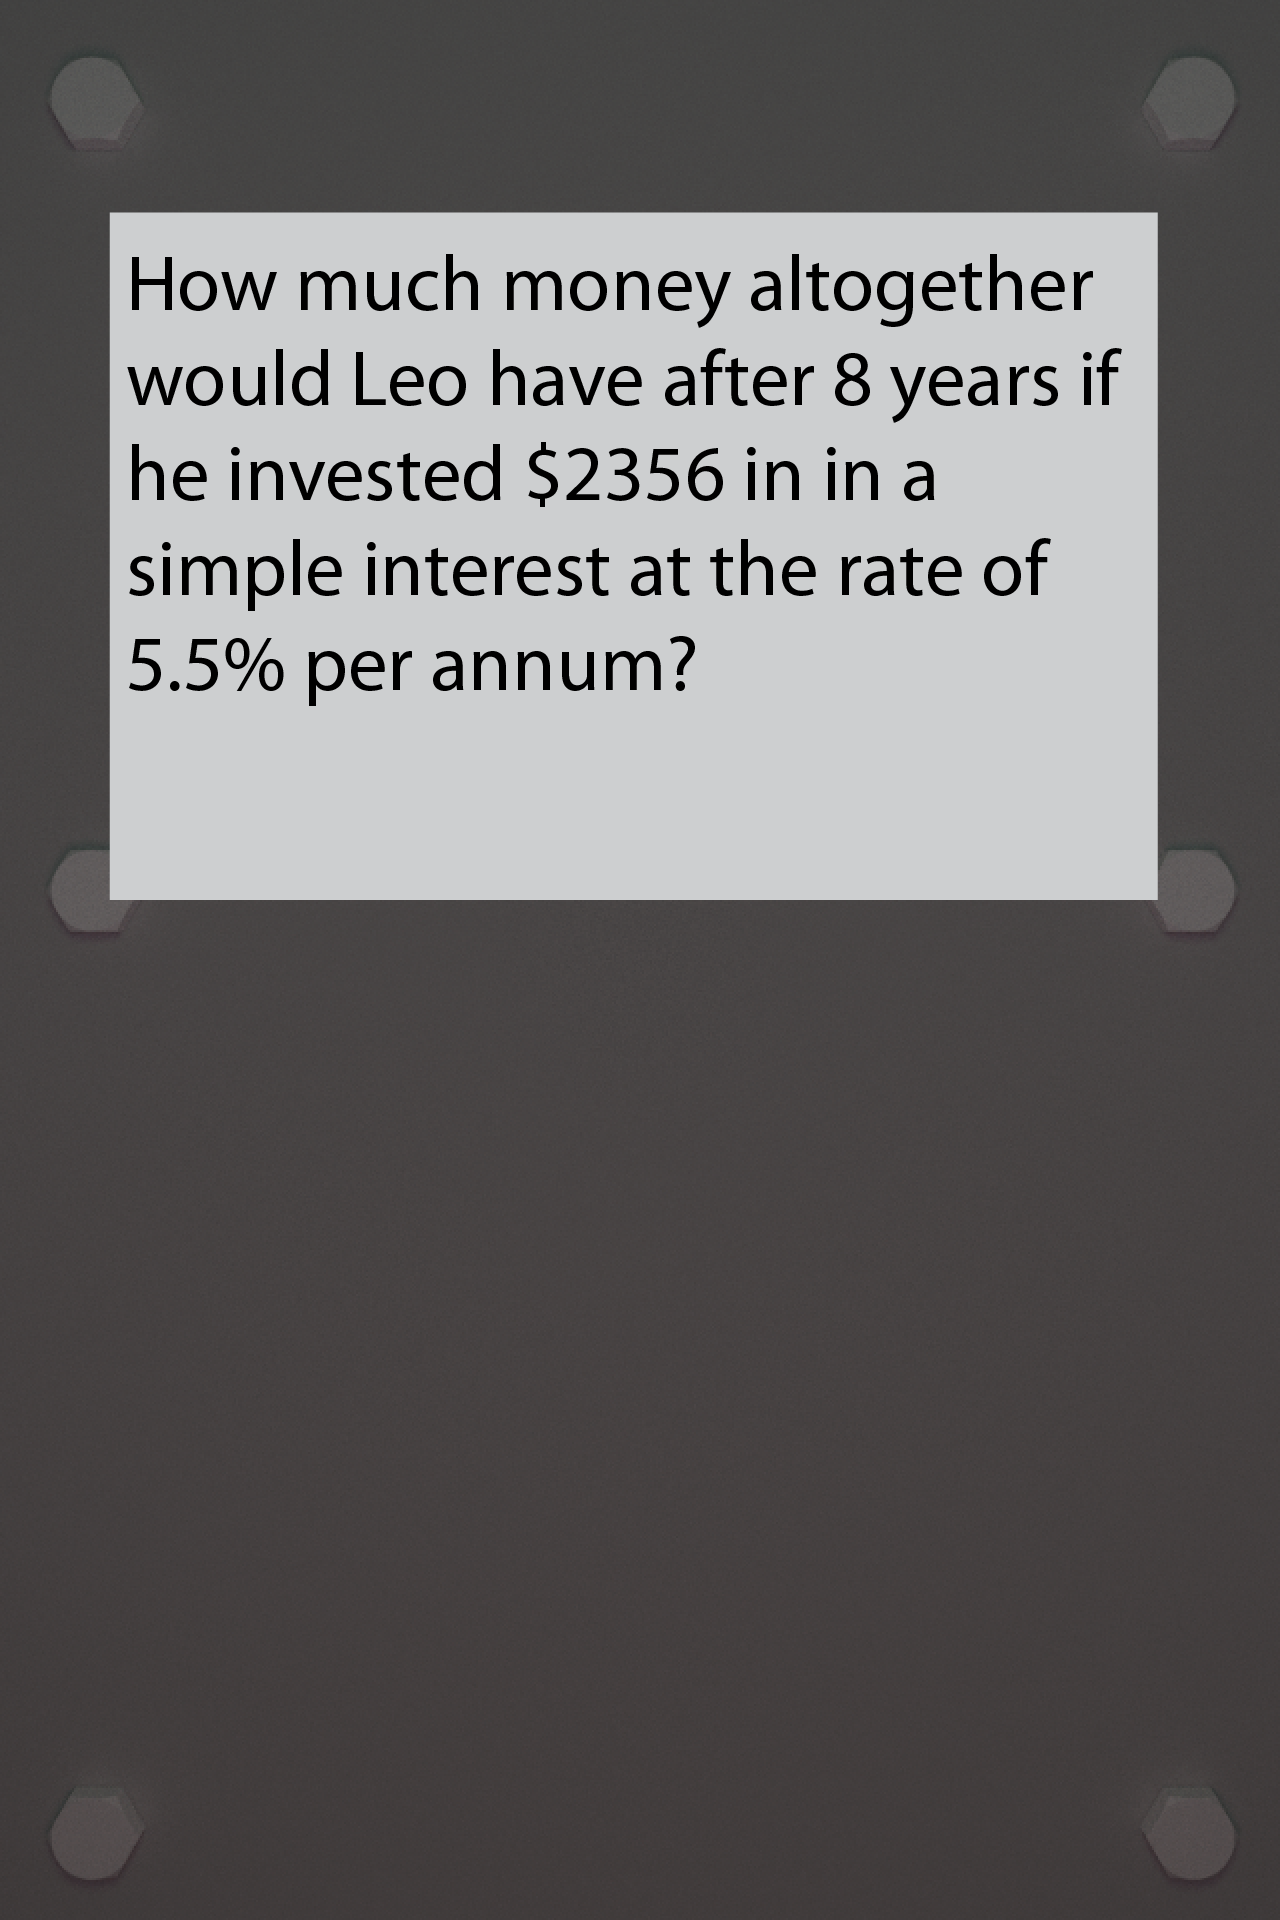 How much money altogether
would Leo have after 8 years if
he invested $2356 in in a
simple interest at the rate of
5.5% per annum?